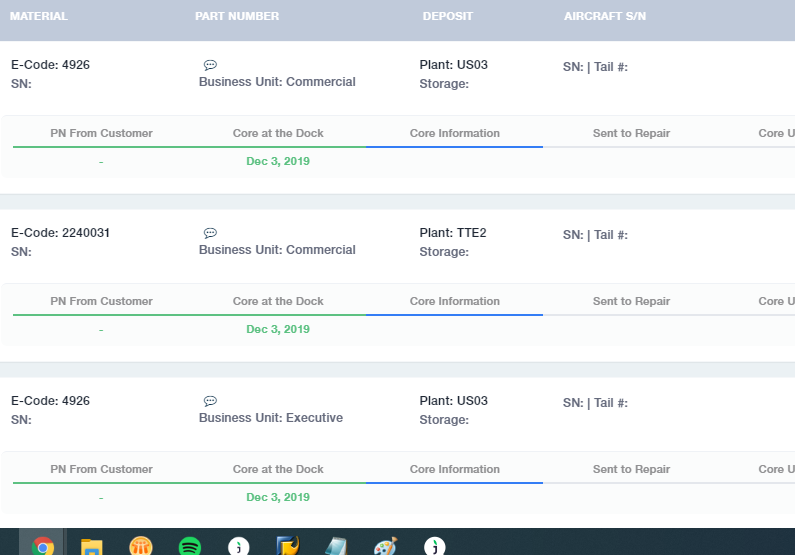 MATERIAL PART NUMBER DEPOSIT AIRCRAFT S/N
E-Code: 4926 Plant: US03 SN: | Tail #:
SN: Business Unit: Commercial Storage:
PN From Customer Core at the Dock Core Information Sent to Repair Core U
- Dec 3, 2019
E-Code: 2240031 Plant: TTE2 SN: | Tail #:
SN: Business Unit: Commercial Storage:
PN From Customer Core at the Dock Core Information Sent to Repair Core U
- Dec 3, 2019
E-Code: 4926 Plant: US03 SN: | Tail #:
SN: Business Unit: Executive Storage:
PN From Customer Core at the Dock Core Information Sent to Repair Core U
- Dec 3, 2019